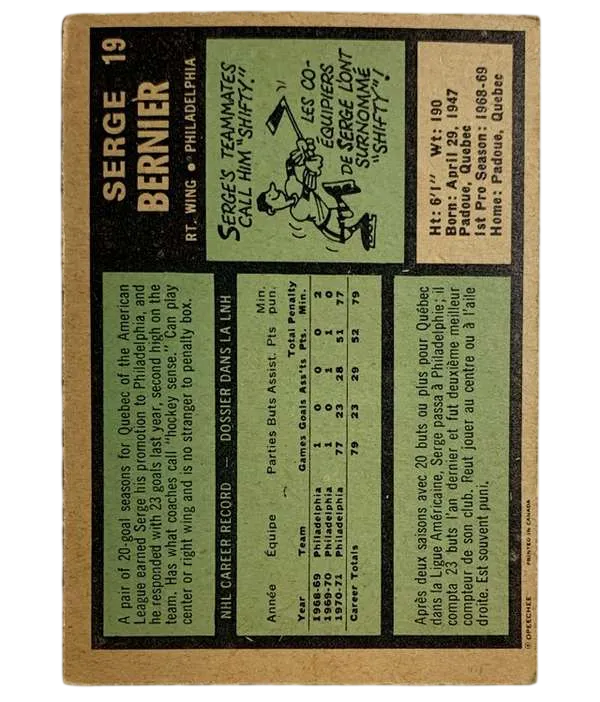 SERGE 19
BERNIER
RT. WING • PHILADELPHIA
SERGE'S TEAMMATES
CALL HIM "SHIFTY."
LES CO-
ÉQUIPIERS
DE SERGE L'ONT
SURNOMMÉ
"SHIFTY"!
Ht: 6'1" Wt: 190
Born: April 29, 1947
Padoue, Quebec
1st Pro Season: 1968-69
Home: Padoue, Quebec
A pair of 20-goal seasons for Quebec of the American
League earned Serge his promotion to Philadelphia, and
he responded with 23 goals last year, second high on the
team. Has what coaches call "hockey sense." Can play
center or right wing and is no stranger to penalty box.
NHL CAREER RECORD — DOSSIER DANS LA LNH
Année Équipe Parties Buts Assist. Pts Min. pun.
Year Team Games Goals Ass'ts Total Pts. Penalty Min.
1968-69 Philadelphia 1 0 0 0 2
1969-70 Philadelphia 1 0 1 1 0
1970-71 Philadelphia 77 23 28 51 77
Career Totals 79 23 29 52 79
Après deux saisons avec 20 buts ou plus pour Québec
dans la Ligue Américaine, Serge passa à Philadelphie; il
compta 23 buts l'an dernier et fut deuxième meilleur
compteur de son club. Peut jouer au centre ou à l'aile
droite. Est souvent puni.
© OPEECHEE PRINTED IN CANADA